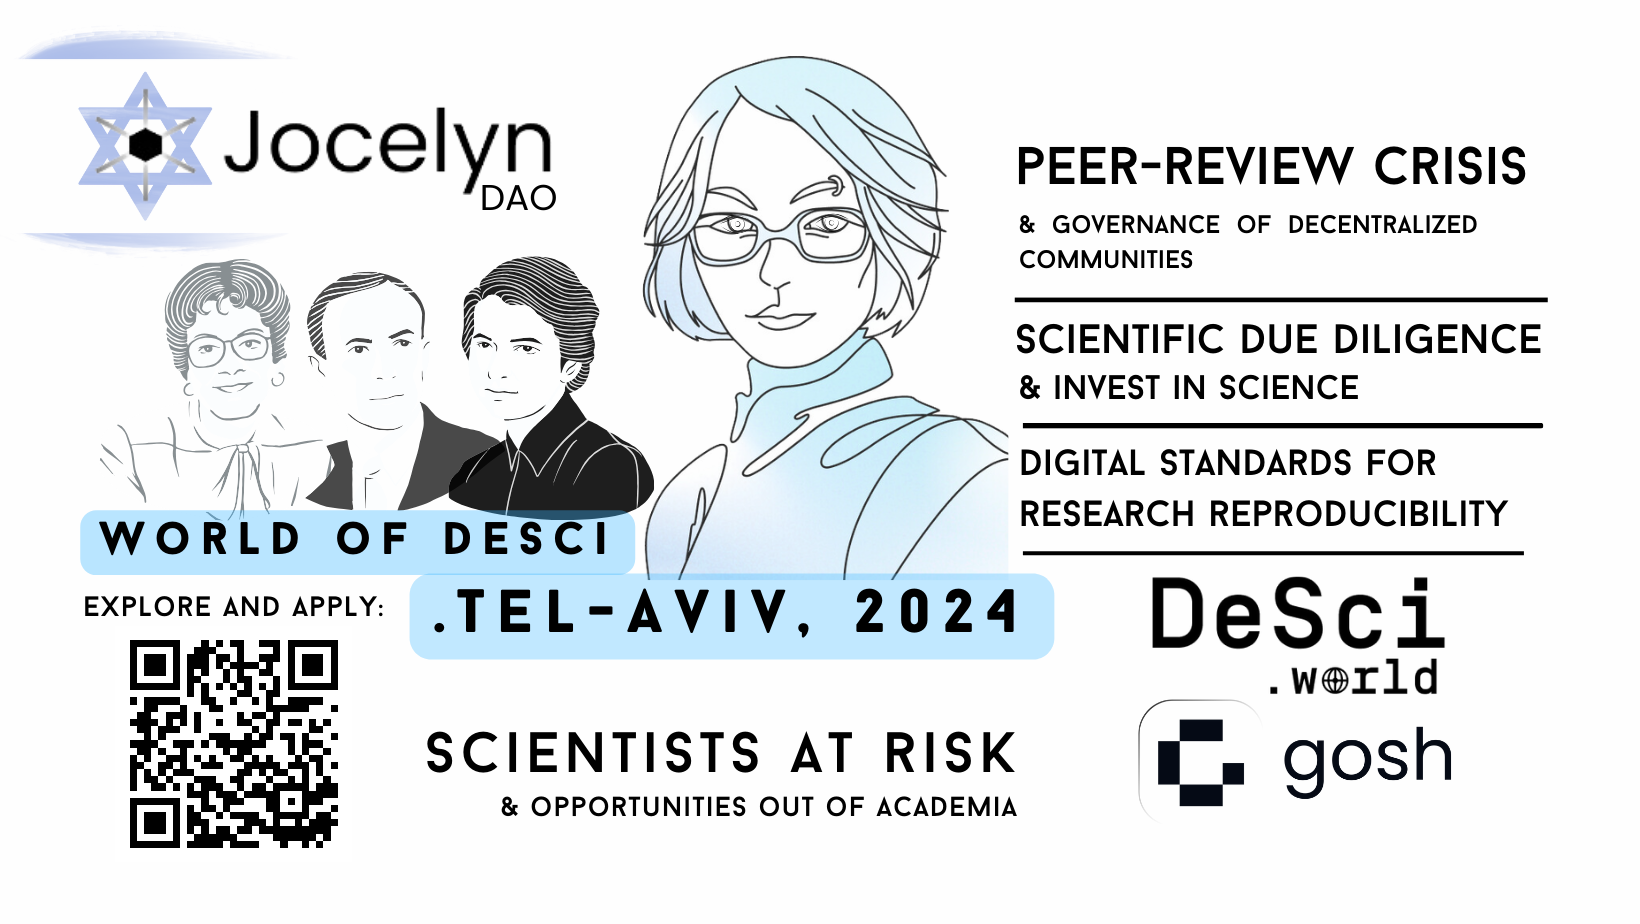 Jocelyn
DAO
WORLD OF DESCI
.TEL-AVIV, 2024
EXPLORE AND APPLY:
SCIENTISTS AT RISK
& OPPORTUNITIES OUT OF ACADEMIA
PEER-REVIEW CRISIS
& GOVERNANCE OF DECENTRALIZED
COMMUNITIES
SCIENTIFIC DUE DILIGENCE
& INVEST IN SCIENCE
DIGITAL STANDARDS FOR
RESEARCH REPRODUCIBILITY
DeSci
.world
gosh